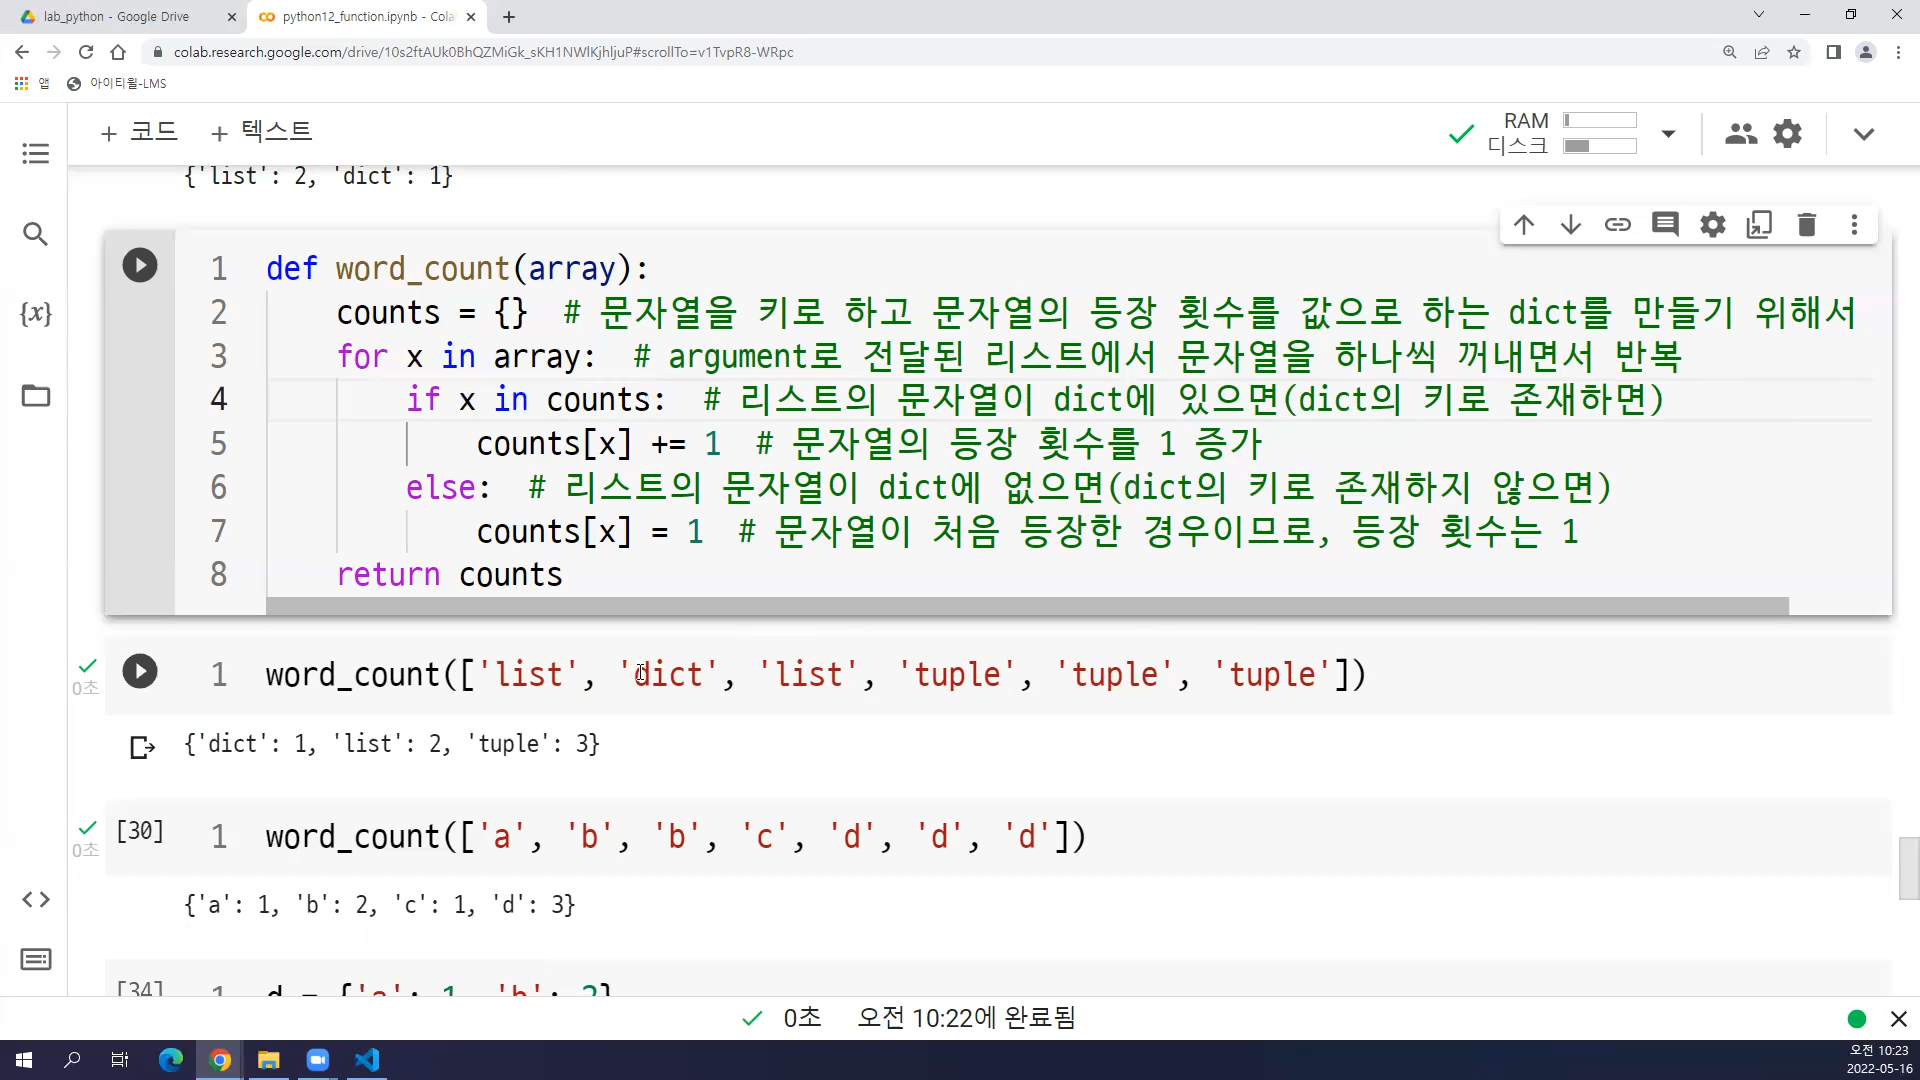 lab_python - Google Drive
python12_function.ipynb - Cola
colab.research.google.com/drive/10s2ftAUk0BhQZMiGk_sKH1NWlKjhljuP#scrollTo=v1TvpR8-WRpc
앱 아이티윌-LMS
+ 코드 + 텍스트
RAM
디스크
{'list': 2, 'dict': 1}
1 def word_count(array):
2 counts = {} # 문자열을 키로 하고 문자열의 등장 횟수를 값으로 하는 dict를 만들기 위해서
3 for x in array: # argument로 전달된 리스트에서 문자열을 하나씩 꺼내면서 반복
4 if x in counts: # 리스트의 문자열이 dict에 있으면(dict의 키로 존재하면)
5 counts[x] += 1 # 문자열의 등장 횟수를 1 증가
6 else: # 리스트의 문자열이 dict에 없으면(dict의 키로 존재하지 않으면)
7 counts[x] = 1 # 문자열이 처음 등장한 경우이므로, 등장 횟수는 1
8 return counts
0초
1 word_count(['list', 'dict', 'list', 'tuple', 'tuple', 'tuple'])
{'dict': 1, 'list': 2, 'tuple': 3}
0초
[30] 1 word_count(['a', 'b', 'b', 'c', 'd', 'd', 'd'])
{'a': 1, 'b': 2, 'c': 1, 'd': 3}
[34] 1 d = {'a': 1, 'b': 2}
0초 오전 10:22에 완료됨
오전 10:23
2022-05-16